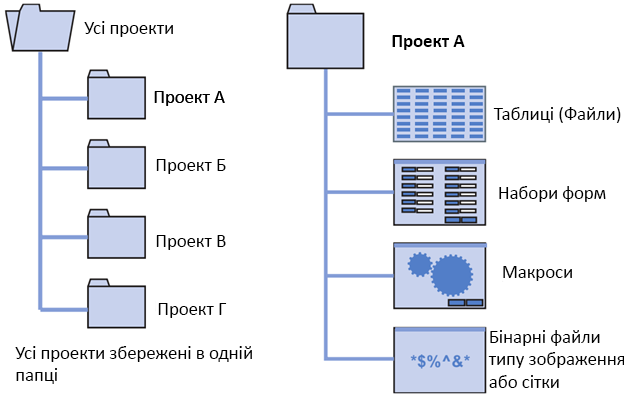 Усі проекти
Проект А
Проект Б
Проект В
Проект Г
Усі проекти збережені в одній
папці
Проект А
Таблиці (Файли)
Набори форм
Макроси
*$%^&*
Бінарні файли
типу зображення
або сітки